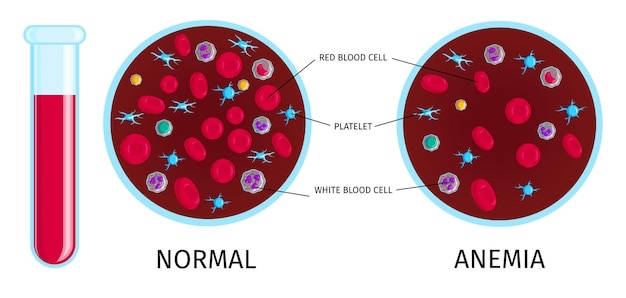 RED BLOOD CELL
PLATELET
WHITE BLOOD CELL
NORMAL
ANEMIA